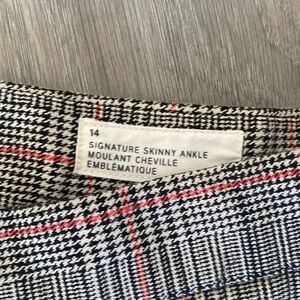 14
SIGNATURE SKINNY ANKLE
MOULANT CHEVILLE
EMBLÉMATIQUE